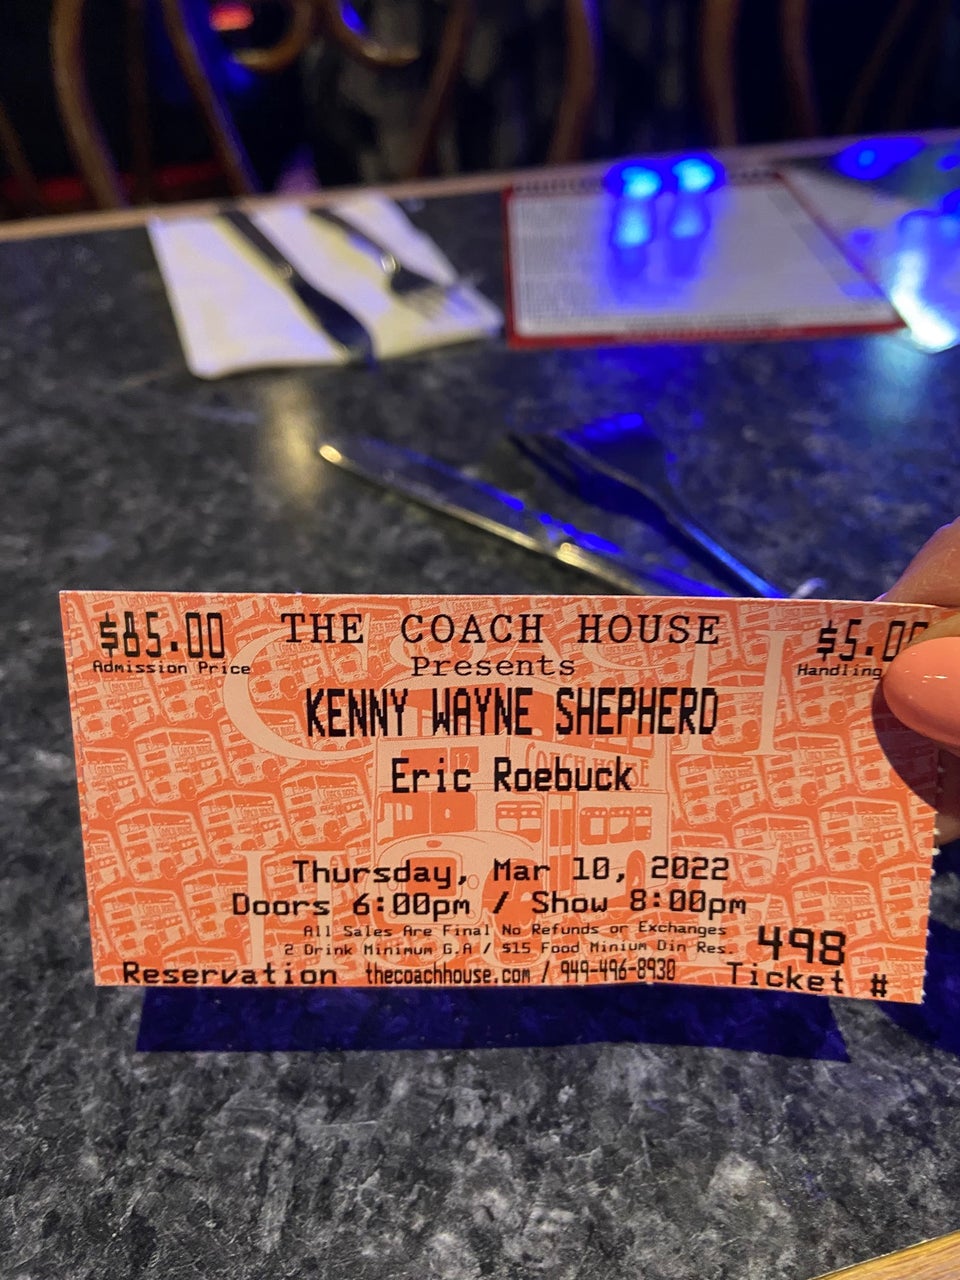 $65.00 THE COACH HOUSE $5.00
Admission Price Presents Handling
KENNY WAYNE SHEPHERD
Eric Roebuck
Thursday, Mar 10, 2022
Doors 6:00pm / Show 8:00pm
All Sales Are Final No Refunds or Exchanges
2 Drink Minimum G.A / $15 Food Minium Din Res.
498
Reservation thecoachhouse.com / 949-496-8930 Ticket #